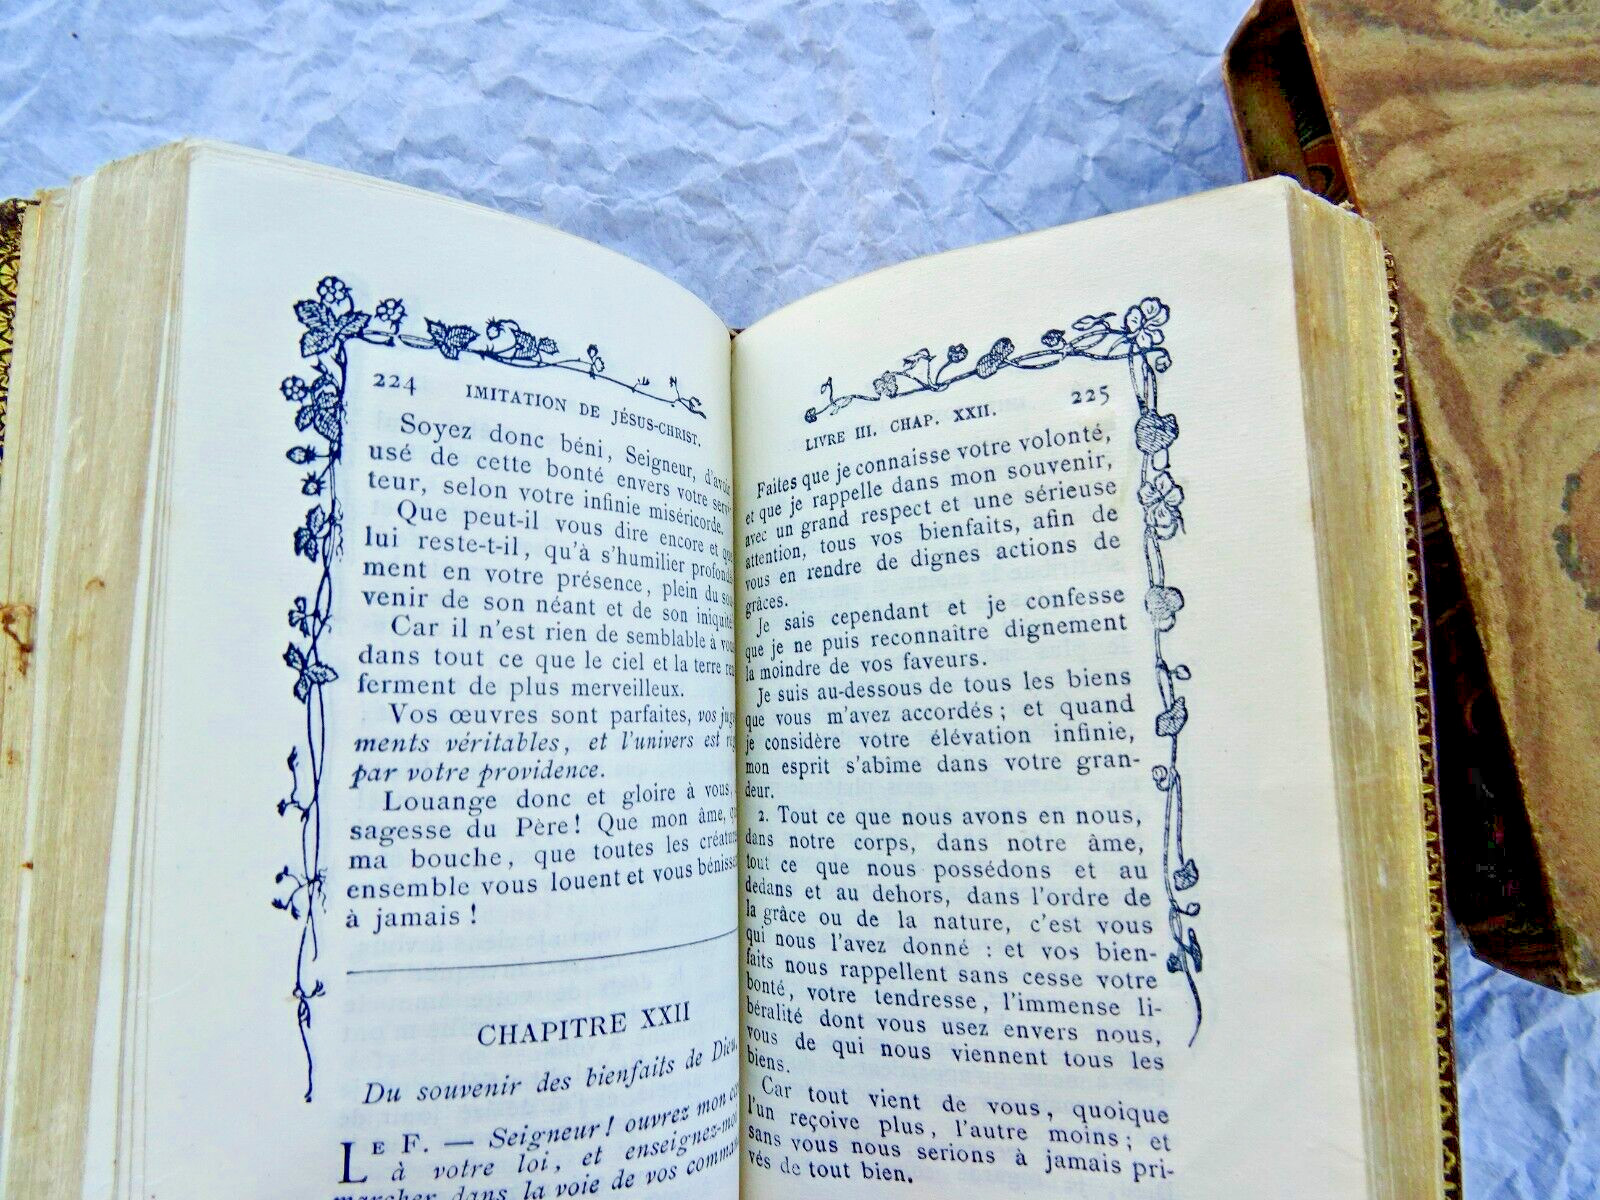 224 IMITATION DE JÉSUS-CHRIST.
Soyez donc béni, Seigneur, d'avoir
usé de cette bonté envers votre servi-
teur, selon votre infinie miséricorde.
Que peut-il vous dire encore et que
lui reste-t-il, qu'à s'humilier profondé-
ment en votre présence, plein du sou-
venir de son néant et de son iniquité
Car il n'est rien de semblable à vous
dans tout ce que le ciel et la terre ren-
ferment de plus merveilleux.
Vos œuvres sont parfaites, vos juge-
ments véritables, et l'univers est
par votre providence.
Louange donc et gloire à vous,
sagesse du Père! Que mon âme,
ma bouche, que toutes les créatures
ensemble vous louent et vous bénissent
à jamais!
CHAPITRE XXII
Du souvenir des bienfaits de Dieu.
LE F. — Seigneur! ouvrez mon
à votre loi, et enseignez-moi
marcher dans la voie de vos
LIVRE III. CHAP. XXII. 225
Faites que je connaisse votre volonté,
et que je rappelle dans mon souvenir,
avec un grand respect et une sérieuse
attention, tous vos bienfaits, afin de
vous en rendre de dignes actions de
grâces.
Je sais cependant et je confesse
que je ne puis reconnaître dignement
la moindre de vos faveurs.
Je suis au-dessous de tous les biens
que vous m'avez accordés; et quand
je considère votre élévation infinie,
mon esprit s'abîme dans votre gran-
deur.
2. Tout ce que nous avons en nous,
dans notre corps, dans notre âme,
tout ce que nous possédons et au
dedans et au dehors, dans l'ordre de
la grâce ou de la nature, c'est vous
qui nous l'avez donné : et vos bien-
faits nous rappellent sans cesse votre
bonté, votre tendresse, l'immense li-
béralité dont vous usez envers nous,
vous de qui nous viennent tous les
biens.
Car tout vient de vous, quoique
l'un reçoive plus, l'autre moins; et
sans vous nous serions à jamais pri-
vés de tout bien.